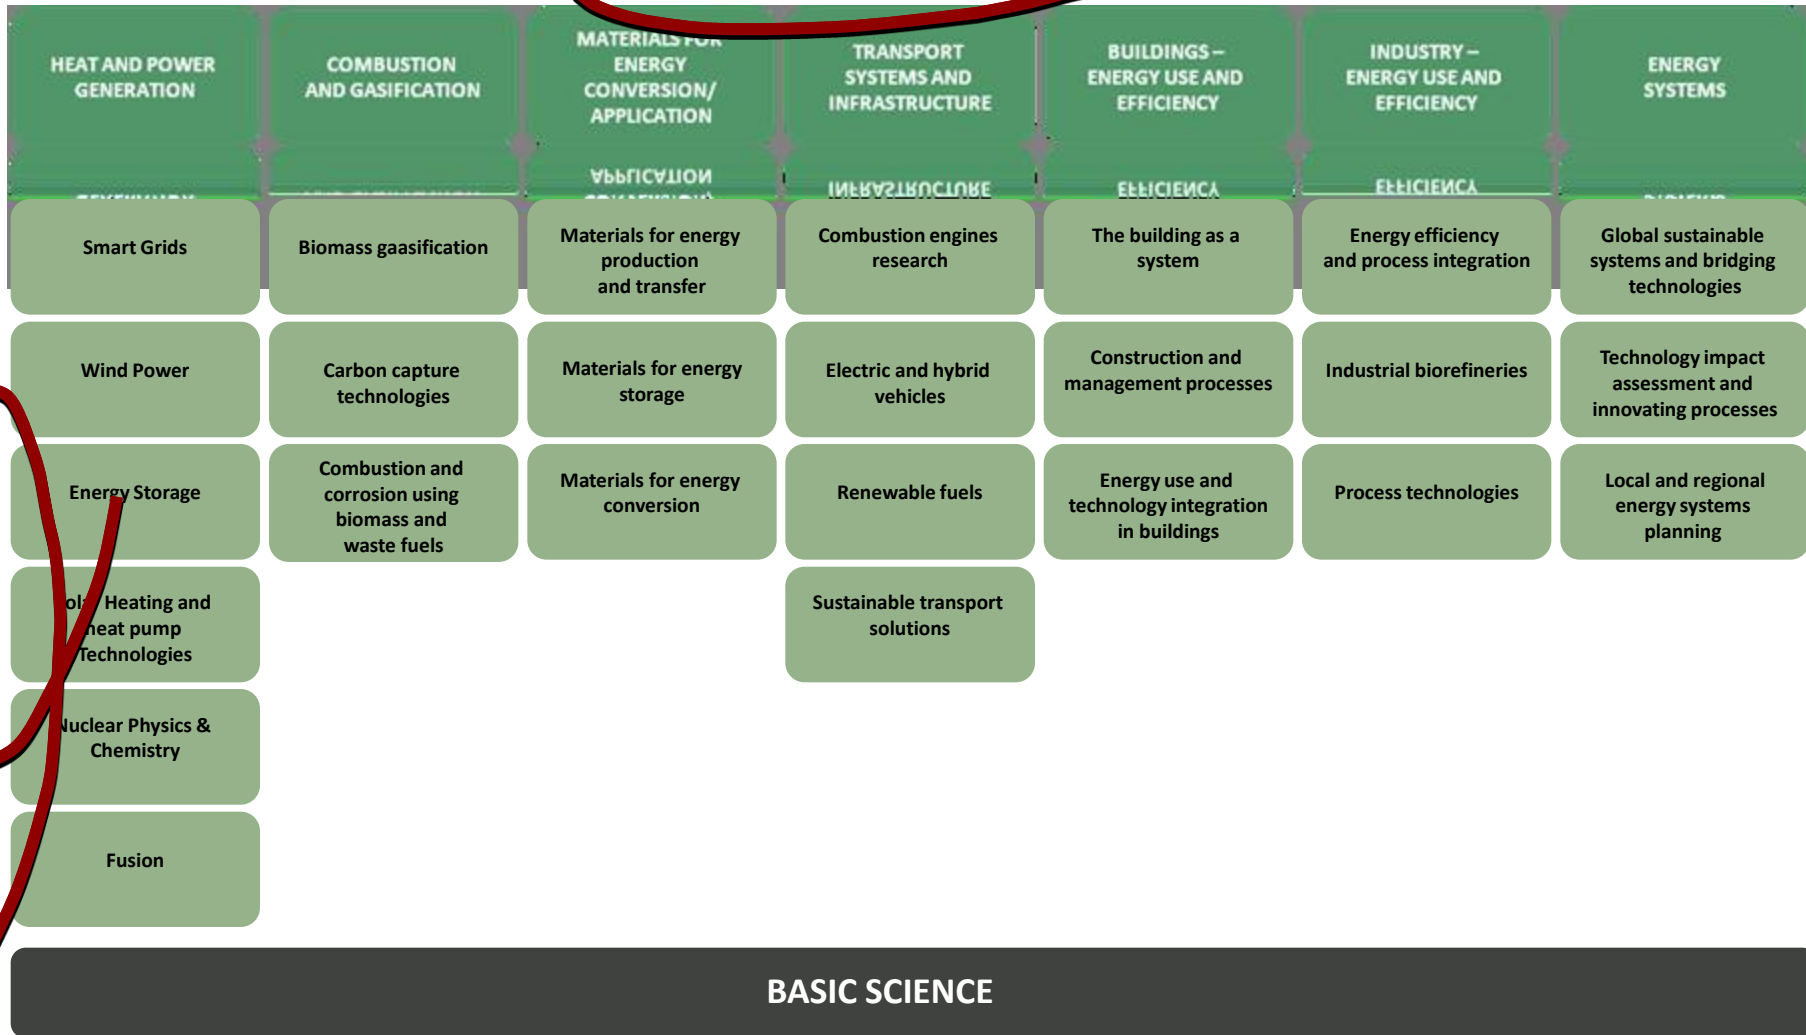 HEAT AND POWER
GENERATION
COMBUSTION
AND GASIFICATION
MATERIALS FOR
ENERGY
CONVERSION/
APPLICATION
TRANSPORT
SYSTEMS AND
INFRASTRUCTURE
BUILDINGS –
ENERGY USE AND
EFFICIENCY
INDUSTRY –
ENERGY USE AND
EFFICIENCY
ENERGY
SYSTEMS
Smart Grids
Biomass gaasification
Materials for energy
production
and transfer
Combustion engines
research
The building as a
system
Energy efficiency
and process integration
Global sustainable
systems and bridging
technologies
Wind Power
Carbon capture
technologies
Materials for energy
storage
Electric and hybrid
vehicles
Construction and
management processes
Industrial biorefineries
Technology impact
assessment and
innovating processes
Energy Storage
Combustion and
corrosion using
biomass and
waste fuels
Materials for energy
conversion
Renewable fuels
Energy use and
technology integration
in buildings
Process technologies
Local and regional
energy systems
planning
Solar Heating and
heat pump
Technologies
Sustainable transport
solutions
Nuclear Physics &
Chemistry
Fusion
BASIC SCIENCE